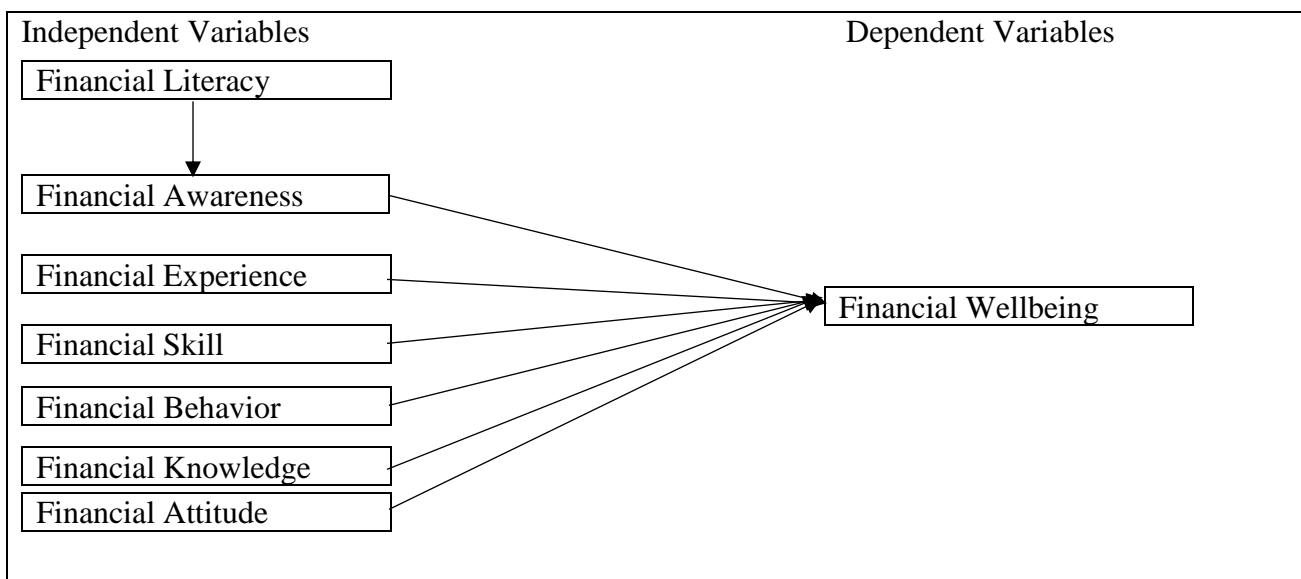 Independent Variables
Dependent Variables
Financial Literacy
Financial Awareness
Financial Experience
Financial Skill
Financial Behavior
Financial Knowledge
Financial Attitude
Financial Wellbeing